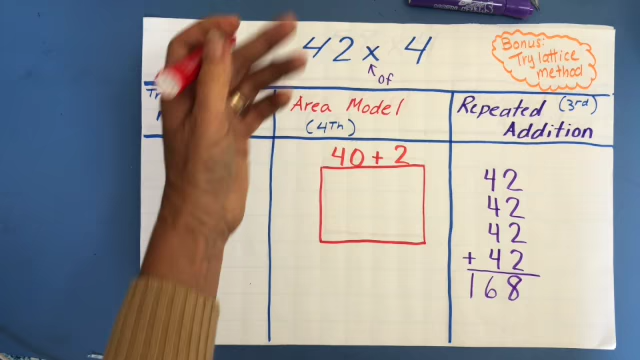 42 x 4
of
Bonus:
Try lattice
method
Area Model
(4th)
Repeated (3rd)
Addition
40 + 2
42
42
42
+ 42
168